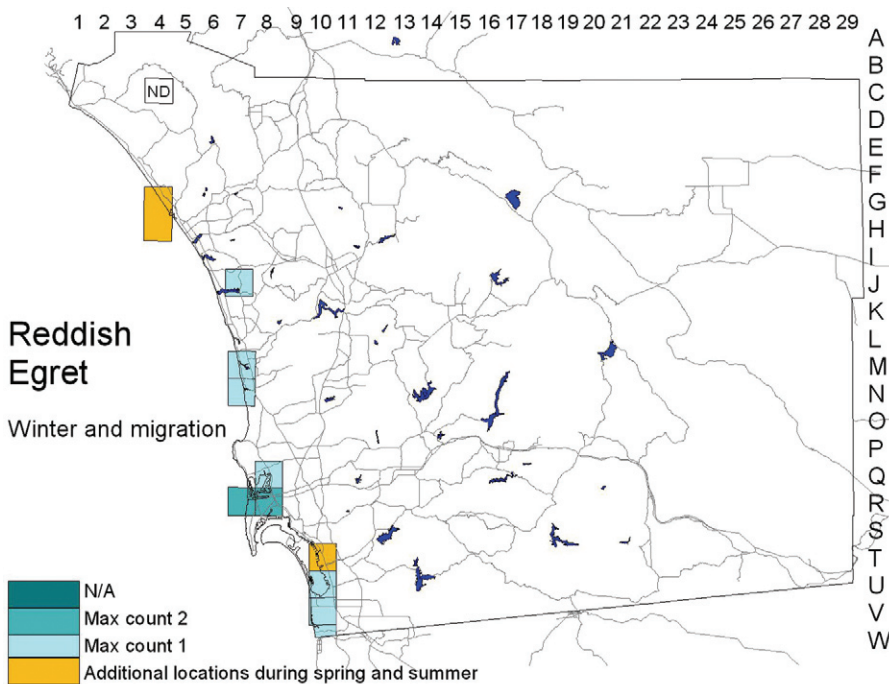 1 2 3 4 5 6 7 8 9 10 11 12 13 14 15 16 17 18 19 20 21 22 23 24 25 26 27 28 29
A
B
C
D
E
F
G
H
I
J
K
L
M
N
O
P
Q
R
S
T
U
V
W
ND
Reddish
Egret
Winter and migration
N/A
Max count 2
Max count 1
Additional locations during spring and summer